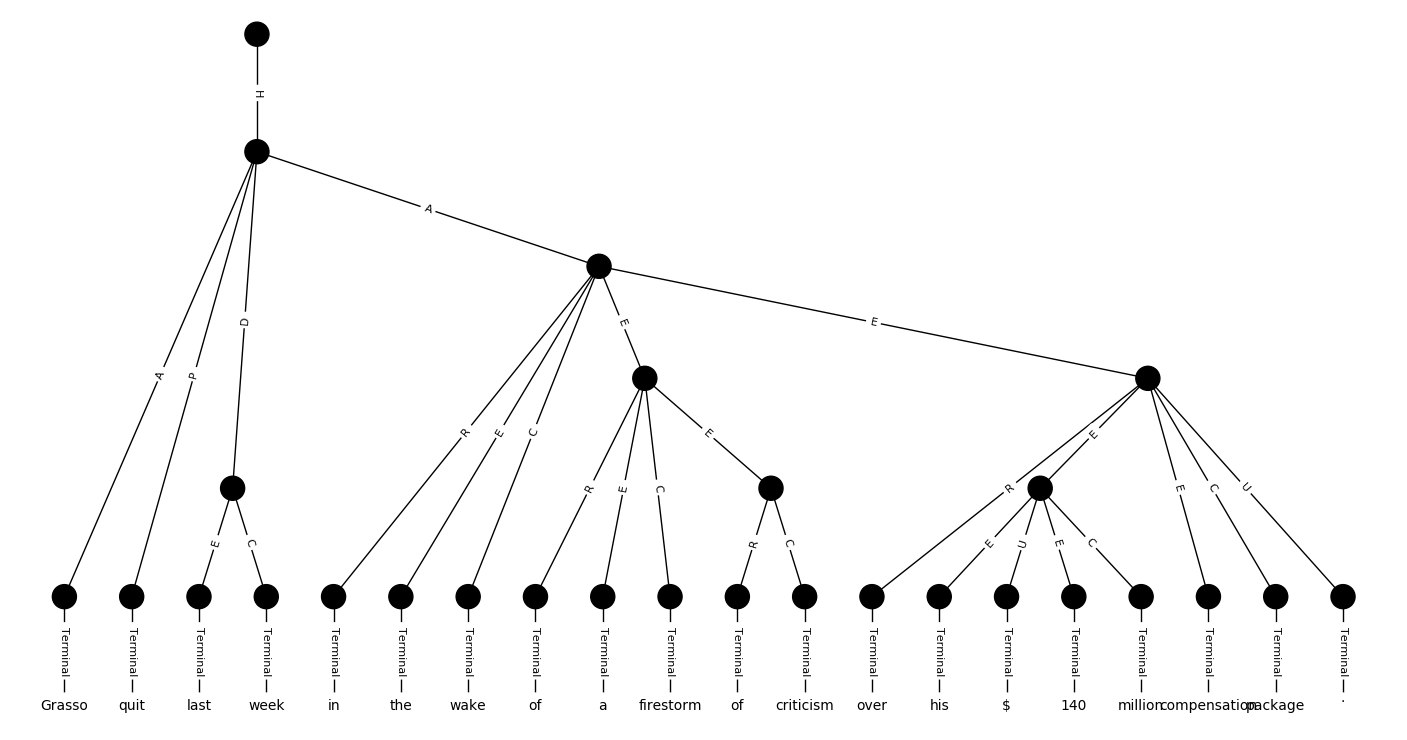 H
A
A
P
D
E
E
R
E
C
E
E
R
E
C
R
E
U
E
C
U
E
C
R
C
E
U
E
C
Terminal Terminal Terminal Terminal Terminal Terminal Terminal Terminal Terminal Terminal Terminal Terminal Terminal Terminal Terminal Terminal Terminal Terminal Terminal Terminal
Grasso quit last week in the wake of a firestorm of criticism over his $ 140 million compensation package .